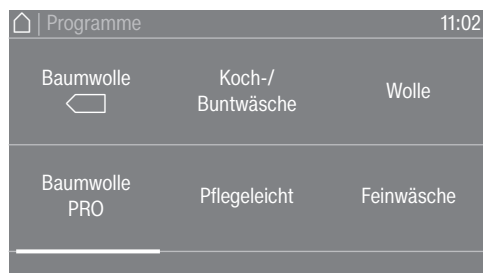 Programme 11:02
Baumwolle
Koch-/
Buntwäsche
Wolle
Baumwolle
PRO
Pflegeleicht
Feinwäsche